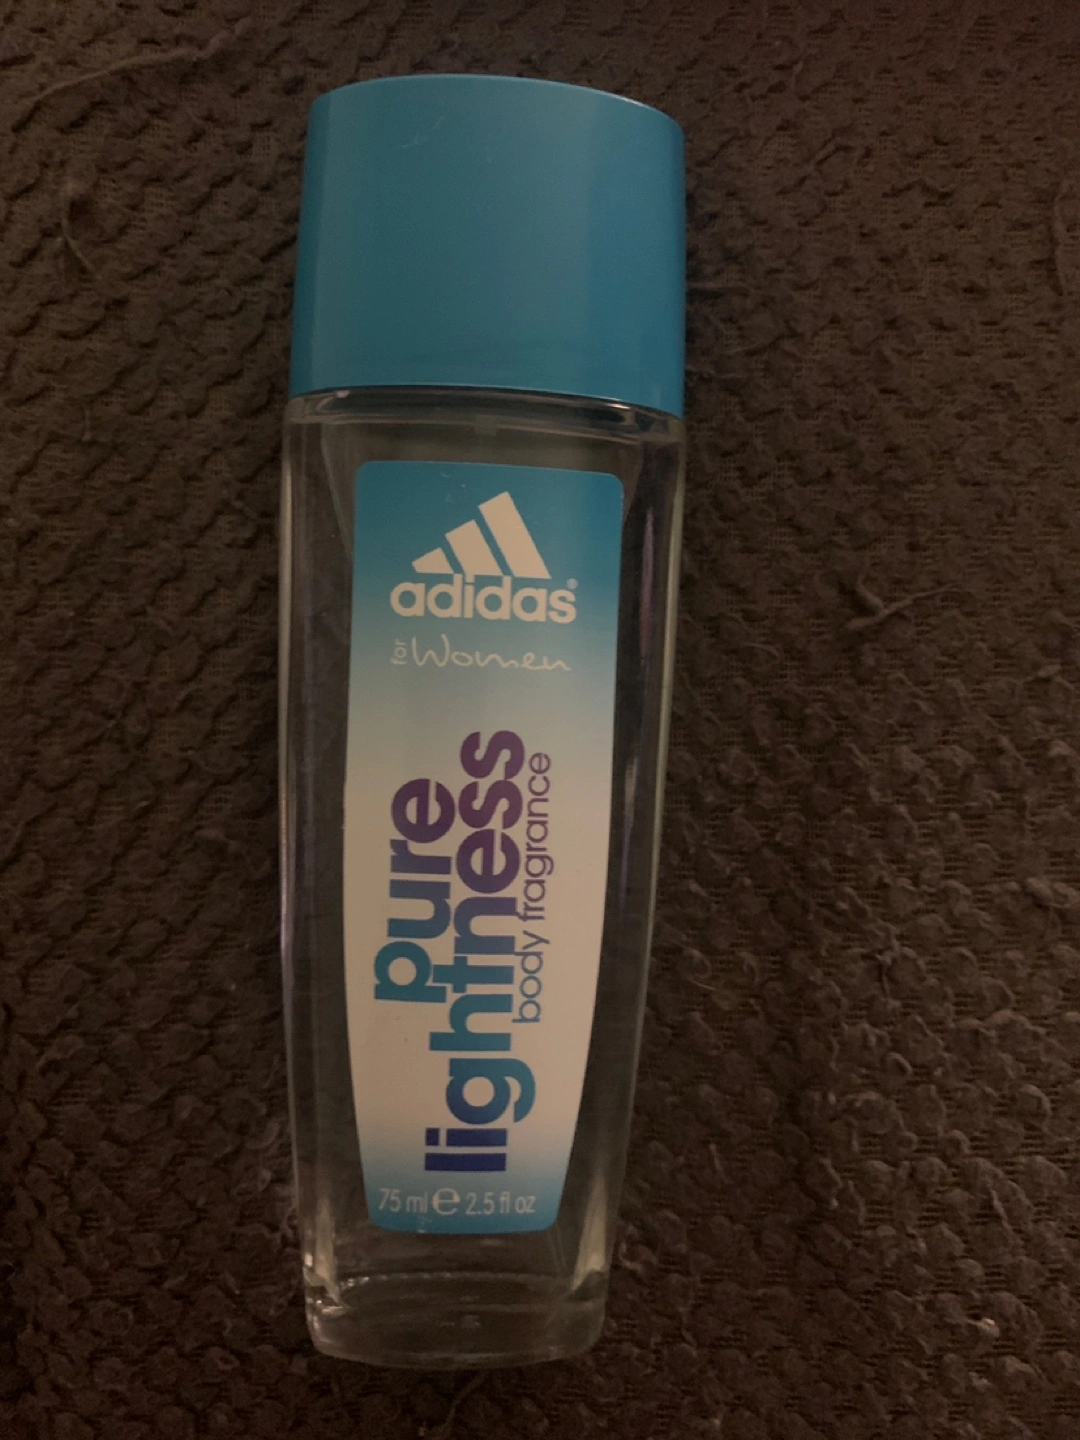 adidas®
for Women
pure
lightness
body fragrance
75 ml e 2.5 fl oz